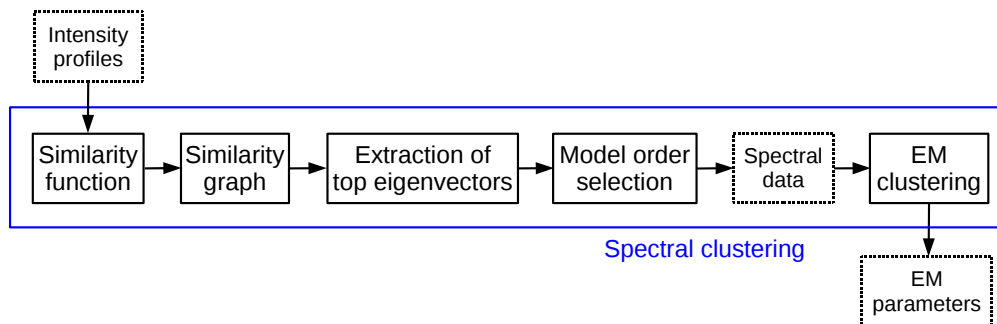 Intensity
profiles
Similarity
function
Similarity
graph
Extraction of
top eigenvectors
Model order
selection
Spectral
data
EM
clustering
Spectral clustering
EM
parameters